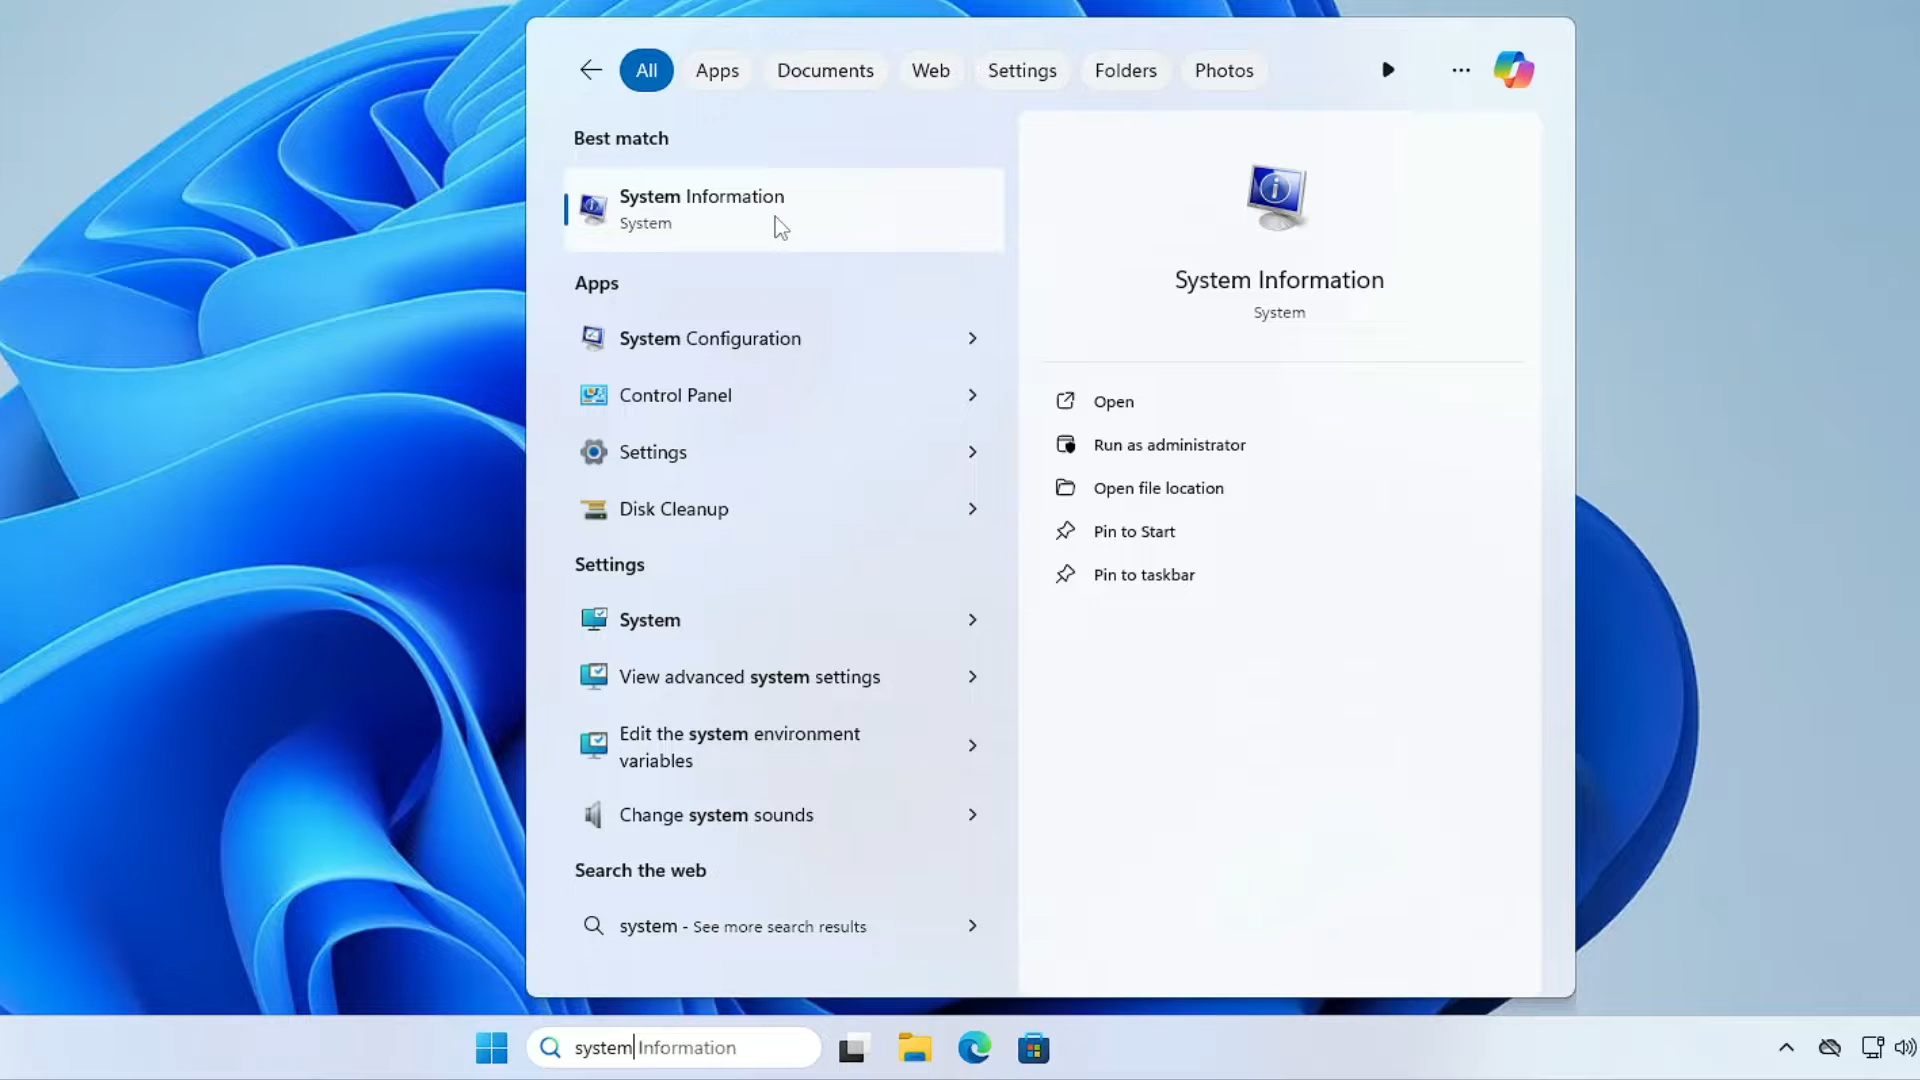 All
Apps
Documents
Web
Settings
Folders
Photos
Best match
System Information
System
Apps
System Configuration
Control Panel
Settings
Disk Cleanup
Settings
System
View advanced system settings
Edit the system environment
variables
Change system sounds
Search the web
system - See more search results
System Information
System
Open
Run as administrator
Open file location
Pin to Start
Pin to taskbar
system Information